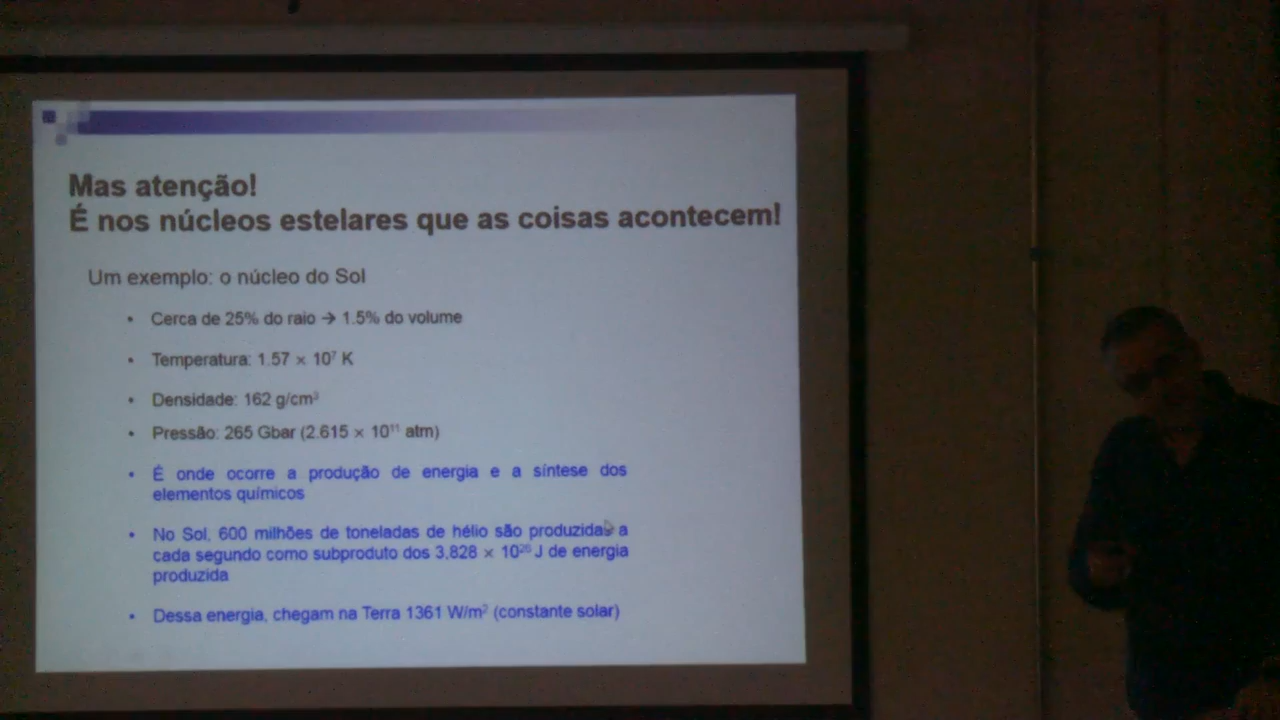 Mas atenção!
É nos núcleos estelares que as coisas acontecem!
Um exemplo: o núcleo do Sol
• Cerca de 25% do raio → 1.5% do volume
• Temperatura: 1.57 × 10⁷ K
• Densidade: 162 g/cm³
• Pressão: 265 Gbar (2.615 × 10¹¹ atm)
• É onde ocorre a produção de energia e a síntese dos
elementos químicos
• No Sol, 600 milhões de toneladas de hélio são produzidas a
cada segundo como subproduto dos 3,828 × 10²⁶ J de energia
produzida
• Dessa energia, chegam na Terra 1361 W/m² (constante solar)